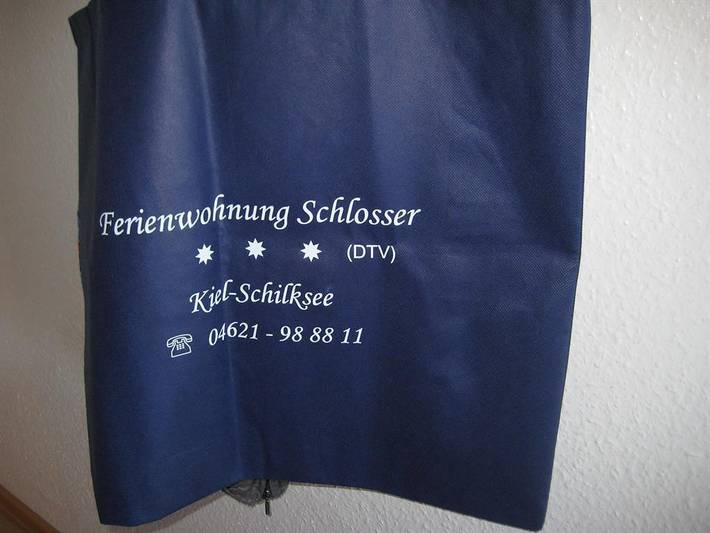 Ferienwohnung Schlosser
✷ ✷ ✷ (DTV)
Kiel-Schilksee
☏ 04621 - 98 88 11